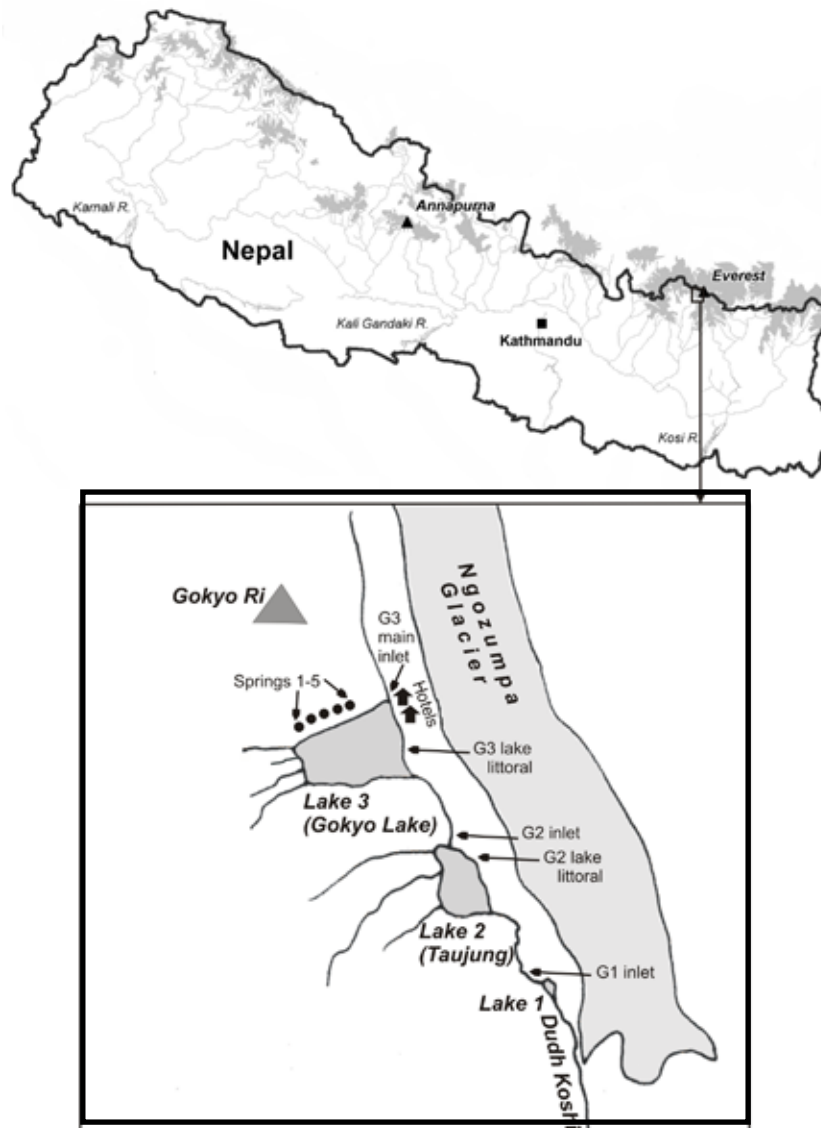 Karnali R.
Annapurna
Nepal
Everest
Kali Gandaki R.
Kathmandu
Kosi R.
Ngozumpa
Glacier
Gokyo Ri
G3
main
inlet
Springs 1-5
Hotels
G3 lake
littoral
Lake 3
(Gokyo Lake)
G2 inlet
G2 lake
littoral
Lake 2
(Taujung)
G1 inlet
Lake 1
Dudh Koshi